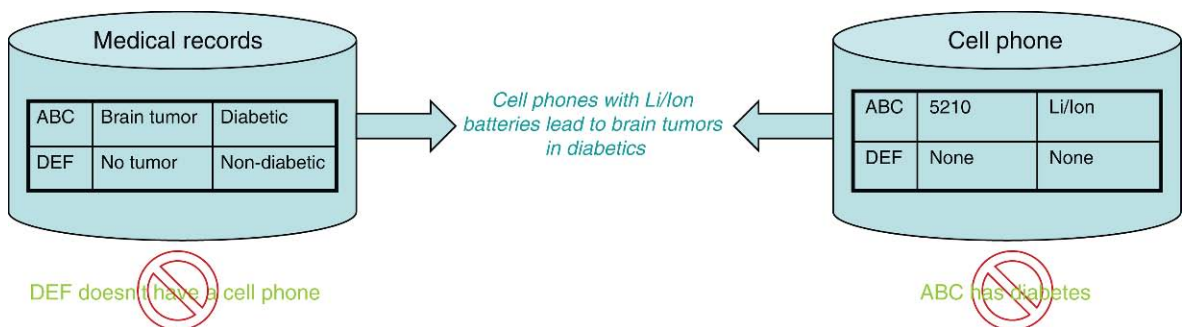 Medical records
ABC Brain tumor Diabetic
DEF No tumor Non-diabetic
Cell phones with Li/Ion
batteries lead to brain tumors
in diabetics
Cell phone
ABC 5210 Li/Ion
DEF None None
DEF doesn't have a cell phone
ABC has diabetes